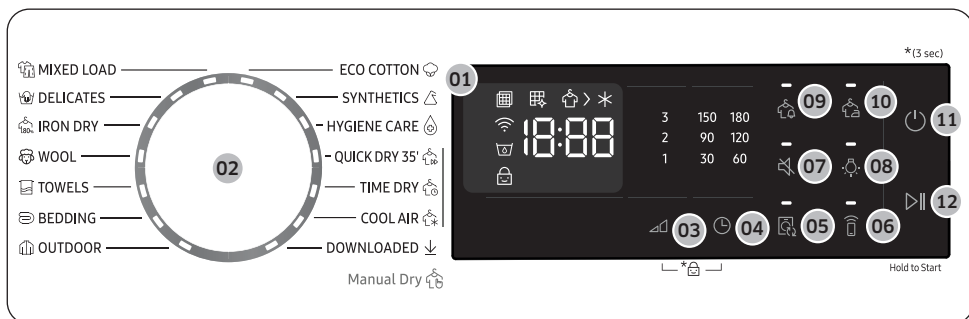 *(3 sec)
MIXED LOAD
DELICATES
IRON DRY
WOOL
TOWELS
BEDDING
OUTDOOR
02
ECO COTTON
SYNTHETICS
HYGIENE CARE
QUICK DRY 35'
TIME DRY
COOL AIR
DOWNLOADED
Manual Dry
01
18:88
3 150 180
2 90 120
1 30 60
09 10
11
07 08
12
03 04 05 06
*
Hold to Start